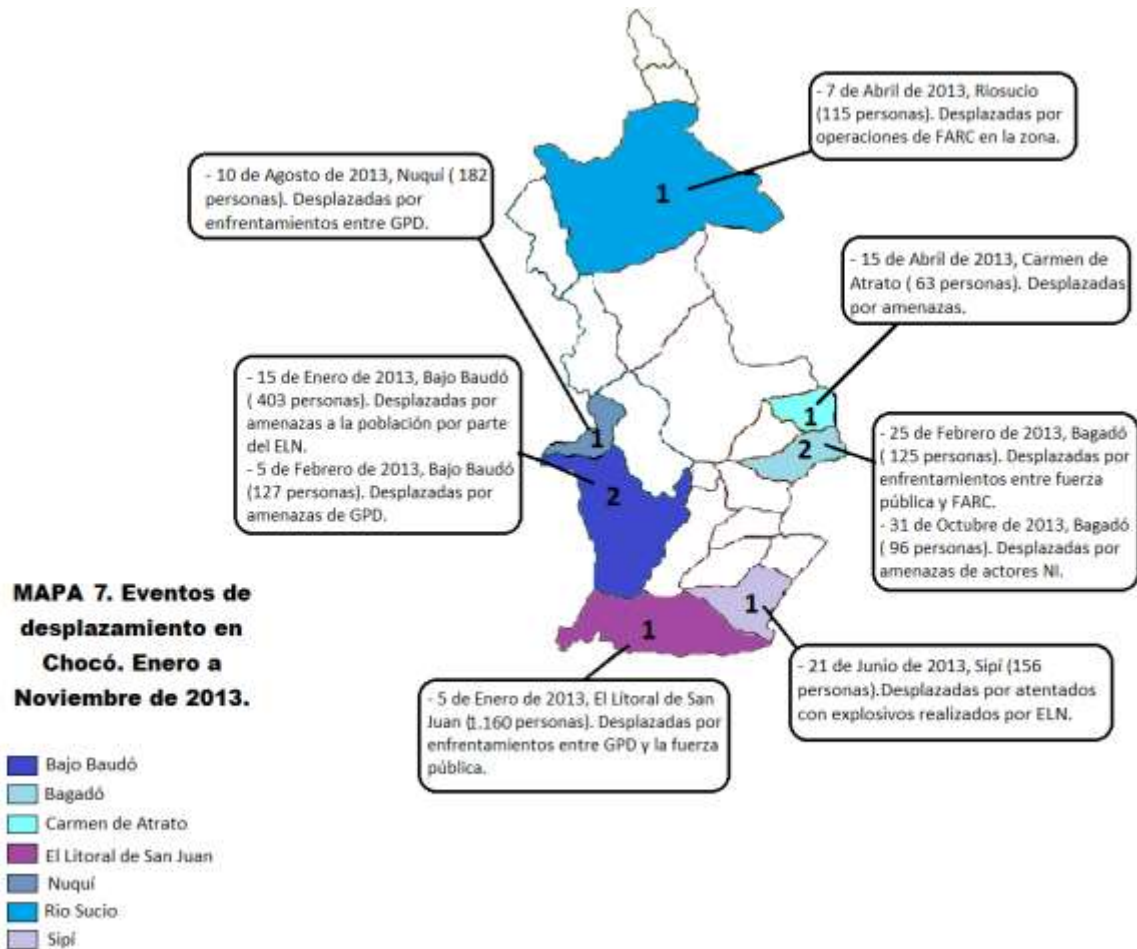 - 7 de Abril de 2013, Riosucio
(115 personas). Desplazadas por
operaciones de FARC en la zona.
- 10 de Agosto de 2013, Nuquí ( 182
personas). Desplazadas por
enfrentamientos entre GPD.
1
- 15 de Abril de 2013, Carmen de
Atrato ( 63 personas). Desplazadas
por amenazas.
- 15 de Enero de 2013, Bajo Baudó
( 403 personas). Desplazadas por
amenazas a la población por parte
del ELN.
- 5 de Febrero de 2013, Bajo Baudó
(127 personas). Desplazadas por
amenazas de GPD.
1
2
1
2
- 25 de Febrero de 2013, Bagadó
( 125 personas). Desplazadas por
enfrentamientos entre fuerza
pública y FARC.
- 31 de Octubre de 2013, Bagadó
( 96 personas). Desplazadas por
amenazas de actores NI.
1
1
- 21 de Junio de 2013, Sipí (156
personas).Desplazadas por atentados
con explosivos realizados por ELN.
- 5 de Enero de 2013, El Litoral de San
Juan (1.160 personas). Desplazadas por
enfrentamientos entre GPD y la fuerza
pública.
MAPA 7. Eventos de
desplazamiento en
Chocó. Enero a
Noviembre de 2013.
Bajo Baudó
Bagadó
Carmen de Atrato
El Litoral de San Juan
Nuquí
Rio Sucio
Sipí